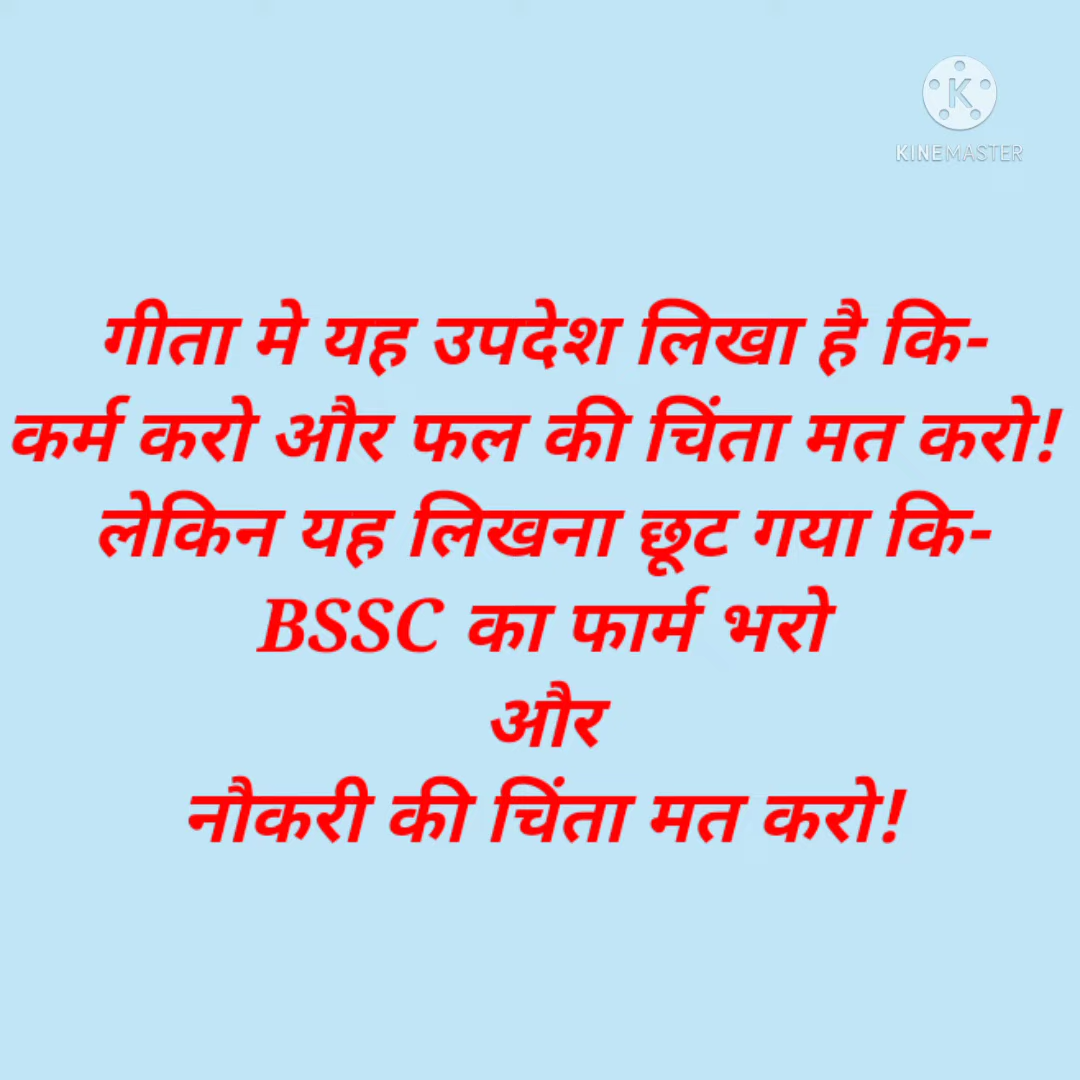 KINEMASTER
गीता मे यह उपदेश लिखा है कि-
कर्म करो और फल की चिंता मत करो!
लेकिन यह लिखना छूट गया कि-
BSSC का फार्म भरो
और
नौकरी की चिंता मत करो!